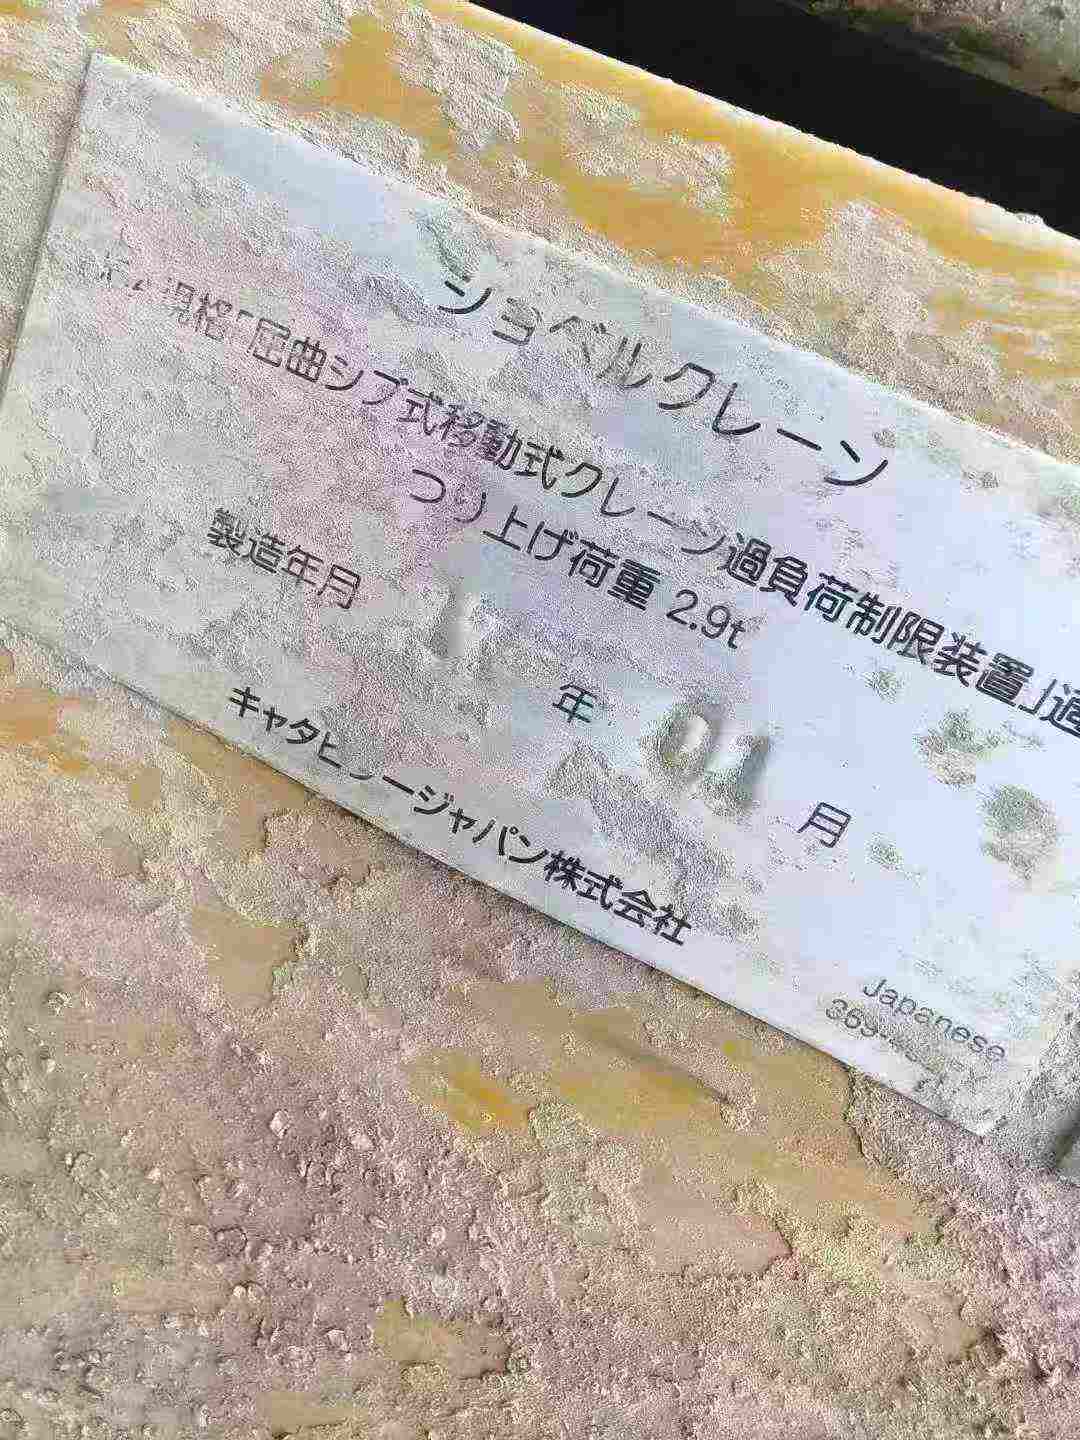 ショベルクレーン
規格「屈曲ジブ式移動式クレーン過負荷制限装置」適
つり上げ荷重 2.9t
製造年月 年 01 月
キャタピラージャパン株式会社
Japanese